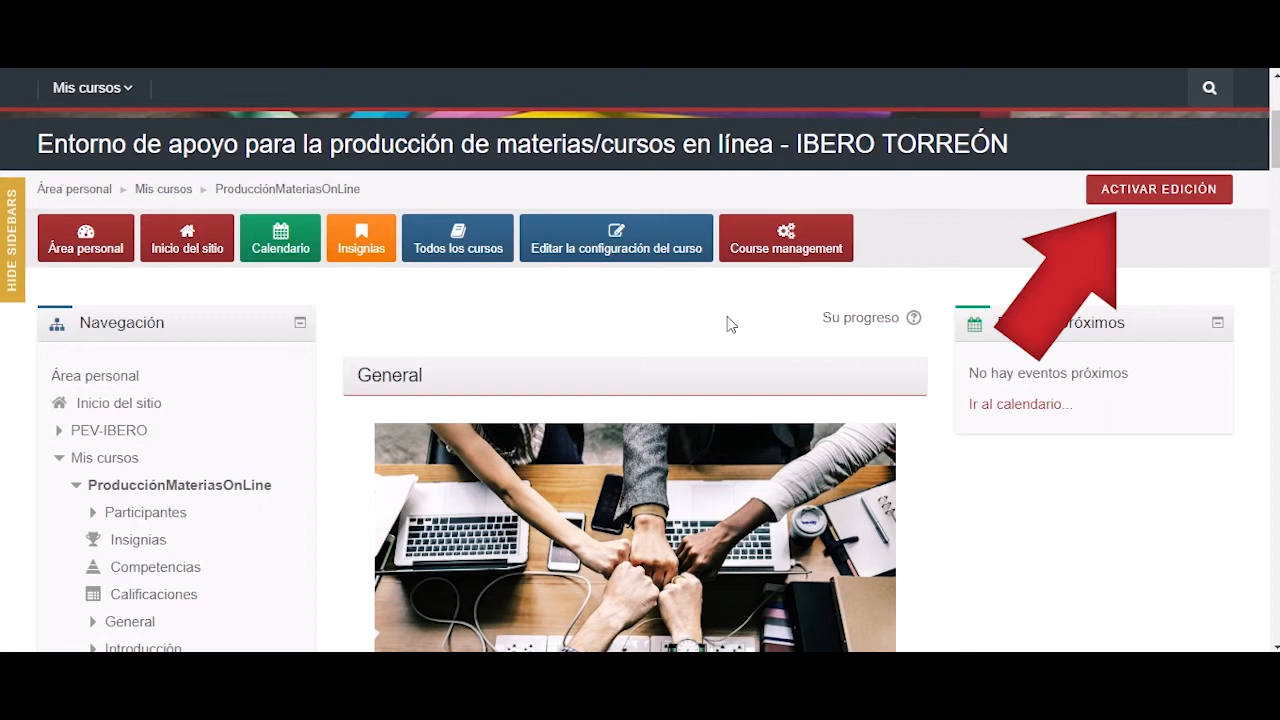 Mis cursos
Entorno de apoyo para la producción de materias/cursos en línea - IBERO TORREÓN
Área personal ► Mis cursos ► ProducciónMateriasOnLine
ACTIVAR EDICIÓN
HIDE SIDEBARS
Área personal
Inicio del sitio
Calendario
Insignias
Todos los cursos
Editar la configuración del curso
Course management
Navegación
Área personal
Inicio del sitio
PEV-IBERO
Mis cursos
ProducciónMateriasOnLine
Participantes
Insignias
Competencias
Calificaciones
General
Introducción
Su progreso
General
próximos
No hay eventos próximos
Ir al calendario...